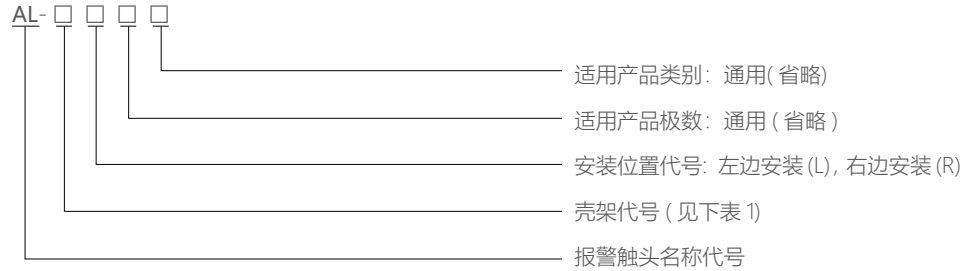 AL-□ □ □ □
适用产品类别：通用( 省略)
适用产品极数：通用 ( 省略 )
安装位置代号: 左边安装 (L) , 右边安装 (R)
壳架代号 ( 见下表 1)
报警触头名称代号